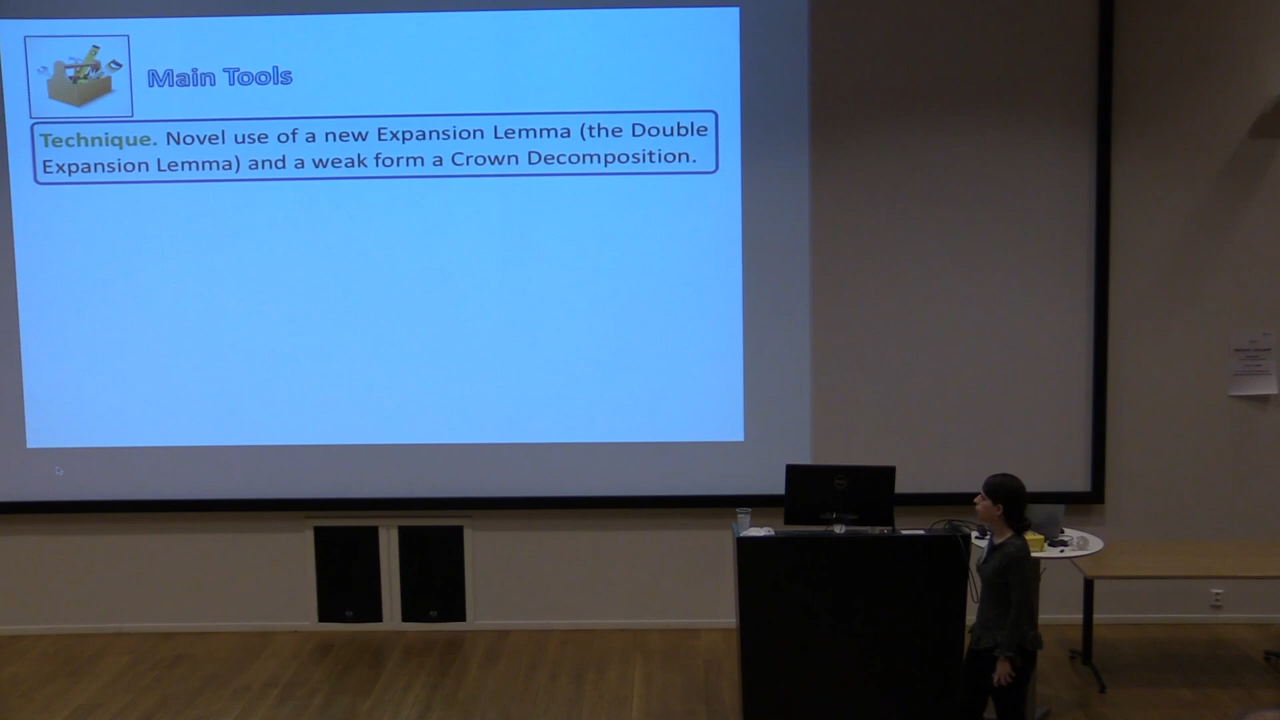 Main Tools
Technique. Novel use of a new Expansion Lemma (the Double
Expansion Lemma) and a weak form a Crown Decomposition.